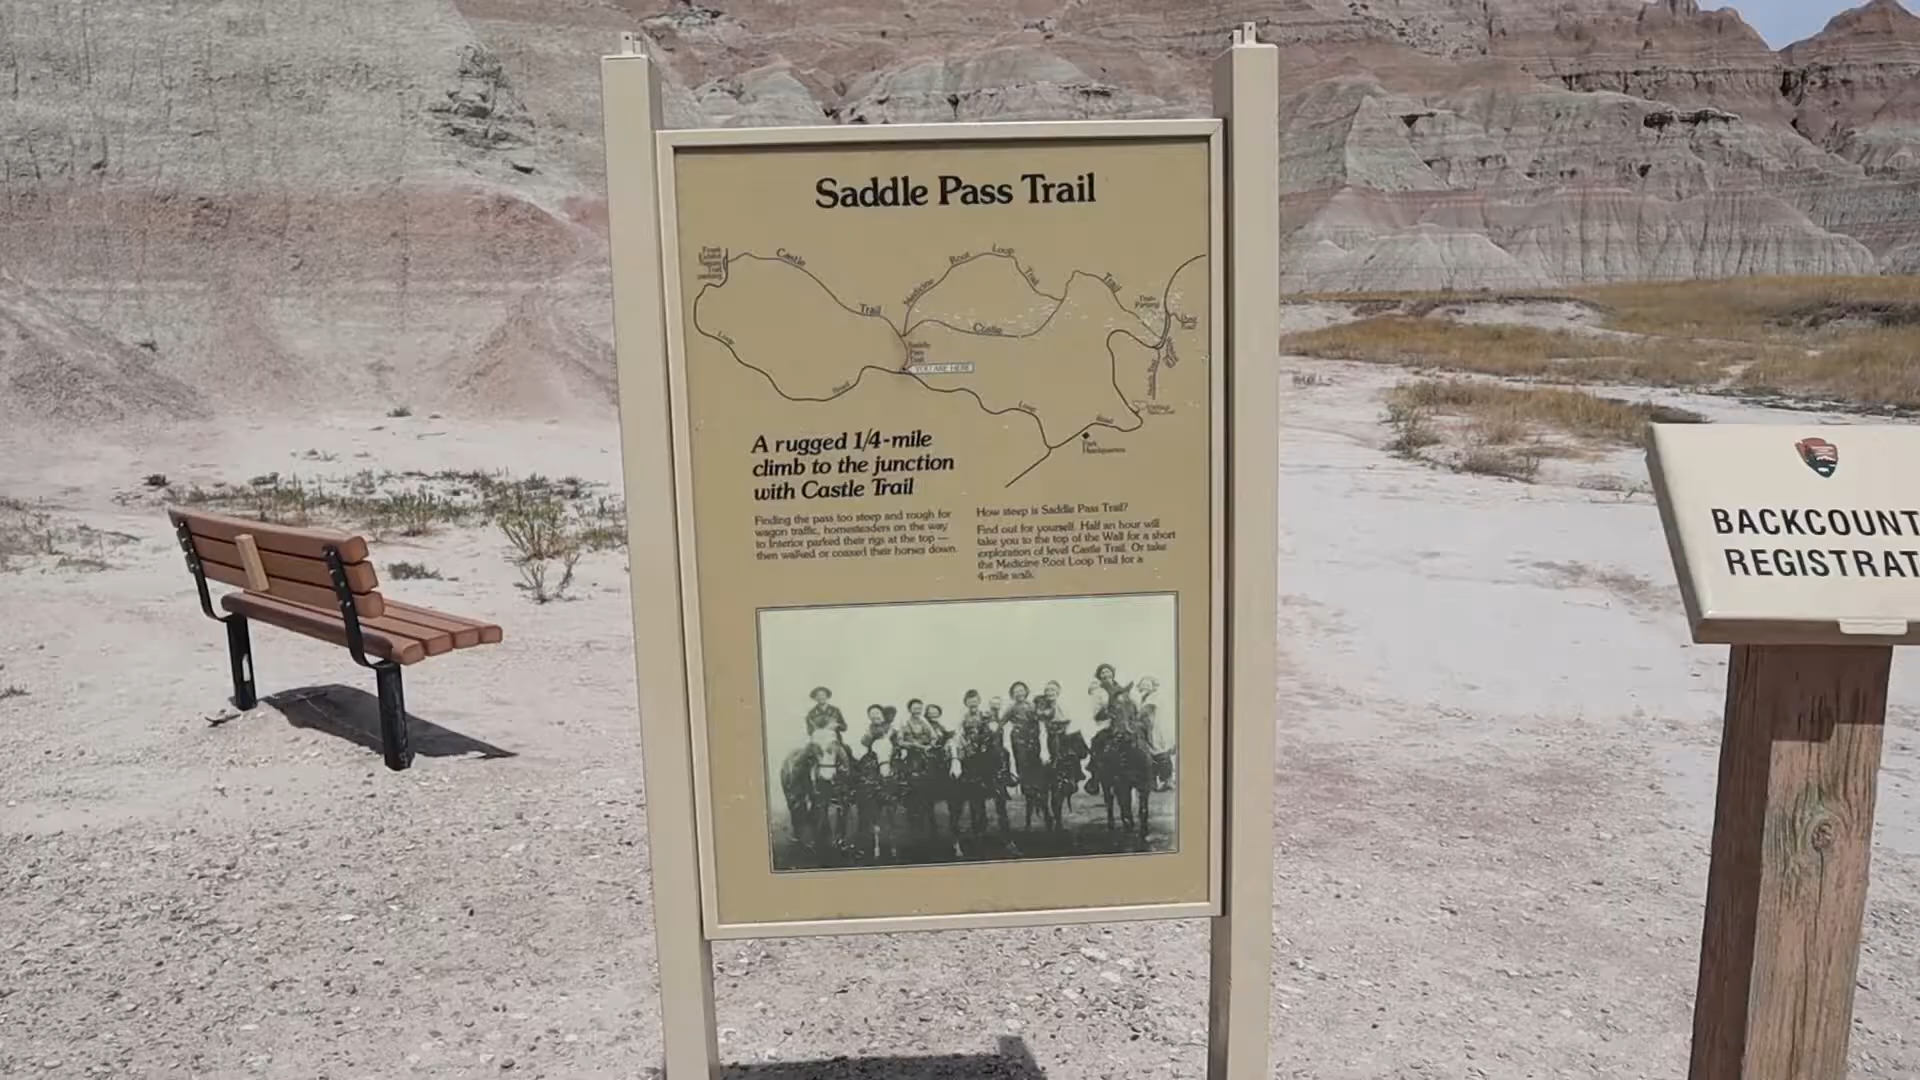 Saddle Pass Trail
Castle
Trail
Medicine
Root
Loop
Trail
Trail
Castle
Saddle
Pass
Trail
YOU ARE HERE
Loop
Road
Loop
Road
Park
Headquarters
A rugged 1/4-mile
climb to the junction
with Castle Trail
Finding the pass too steep and rough for
wagon traffic, homesteaders on the way
to Interior parked their rigs at the top —
then walked or coaxed their horses down.
How steep is Saddle Pass Trail?
Find out for yourself. Half an hour will
take you to the top of the Wall for a short
exploration of level Castle Trail. Or take
the Medicine Root Loop Trail for a
4-mile walk.
BACKCOUNT
REGISTRAT